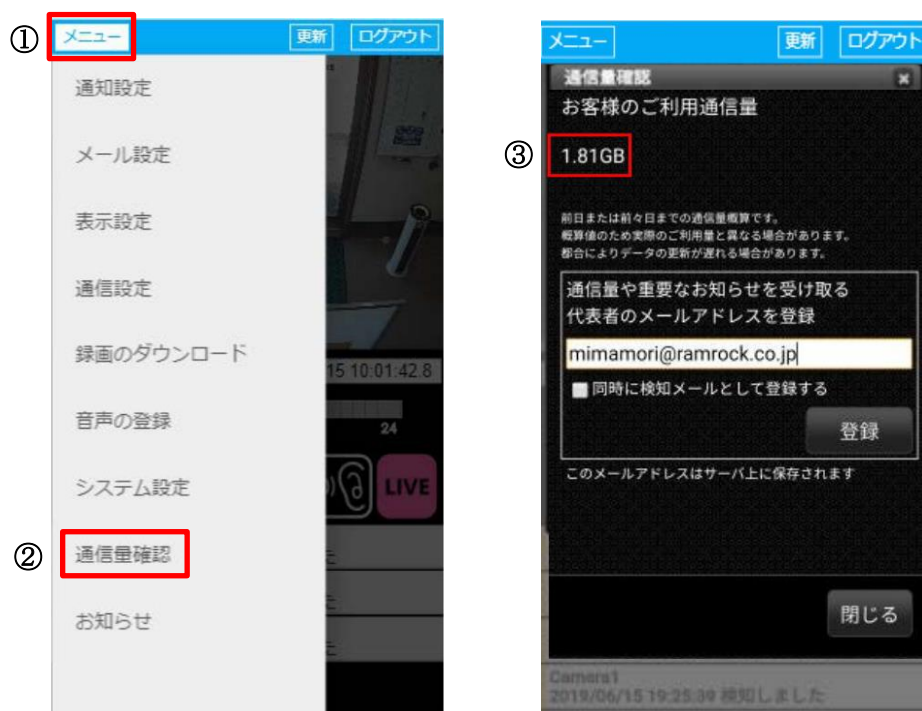 ①
メニュー
更新
ログアウト
通知設定
メール設定
表示設定
通信設定
録画のダウンロード
音声の登録
システム設定
②
通信量確認
お知らせ
15 10:01:42.8
24
LIVE
メニュー
更新
ログアウト
通信量確認
お客様のご利用通信量
③
1.81GB
前日または前々日までの通信量概算です。
概算値のため実際のご利用量と異なる場合があります。
都合によりデータの更新が遅れる場合があります。
通信量や重要なお知らせを受け取る
代表者のメールアドレスを登録
mimamori@ramrock.co.jp
同時に検知メールとして登録する
登録
このメールアドレスはサーバ上に保存されます
閉じる
Camera1
2019/06/15 19:25:39 検知しました